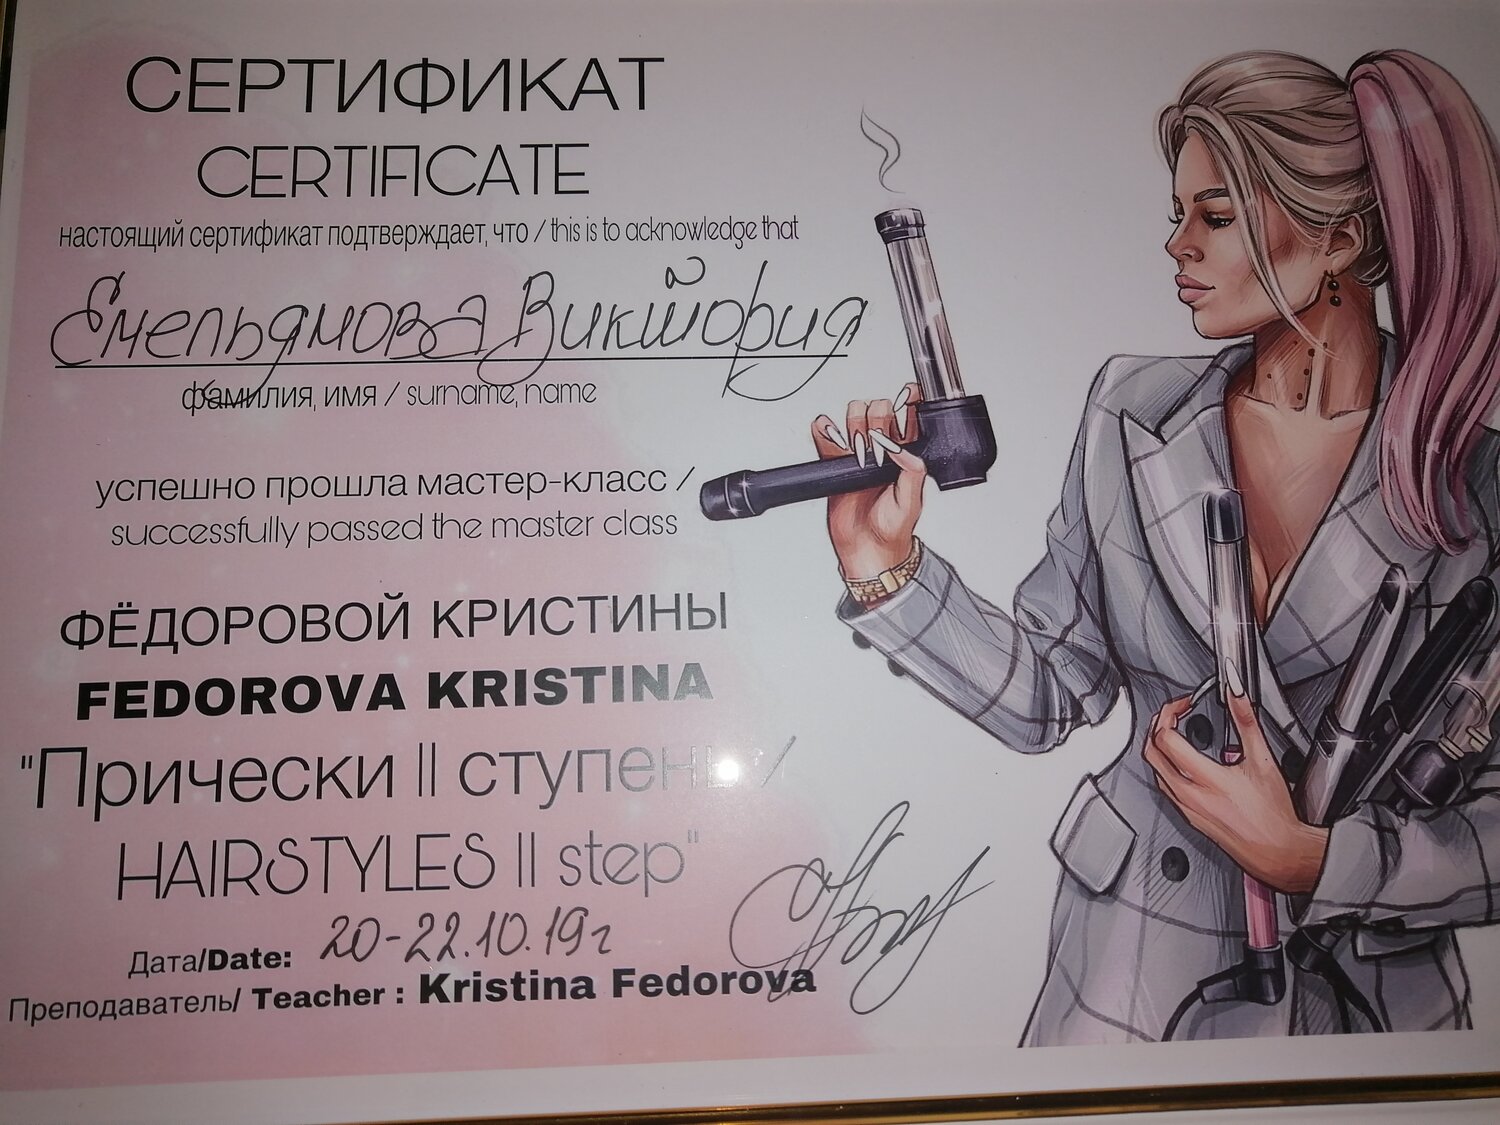 СЕРТИФИКАТ
CERTIFICATE
настоящий сертификат подтверждает, что / this is to acknowledge that
Емельянова Виктория
фамилия, имя / surname, name
успешно прошла мастер-класс /
successfully passed the master class
ФЁДОРОВОЙ КРИСТИНЫ
FEDOROVA KRISTINA
"Прически II ступень /
HAIRSTYLES II step"
Дата/Date: 20-22.10.19г
Преподаватель/ Teacher : Kristina Fedorova